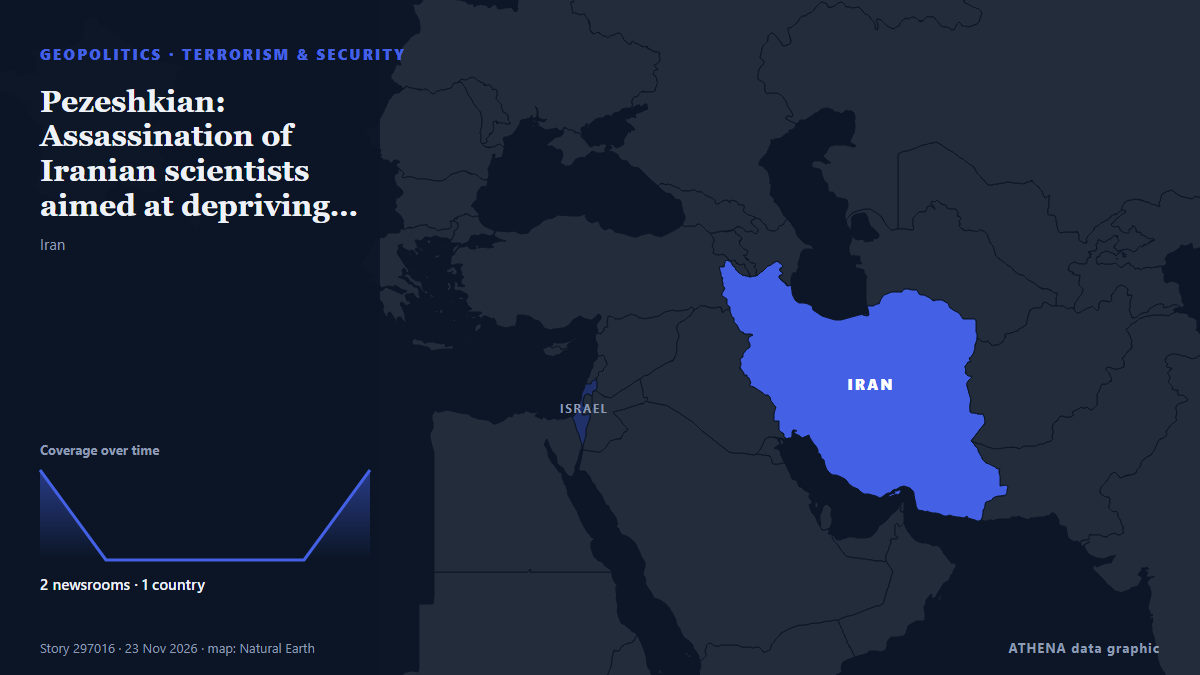 GEOPOLITICS · TERRORISM & SECURITY
Pezeshkian:
Assassination of
Iranian scientists
aimed at depriving...
Iran
IRAN
ISRAEL
Coverage over time
2 newsrooms · 1 country
Story 297016 · 23 Nov 2026 · map: Natural Earth
ATHENA data graphic